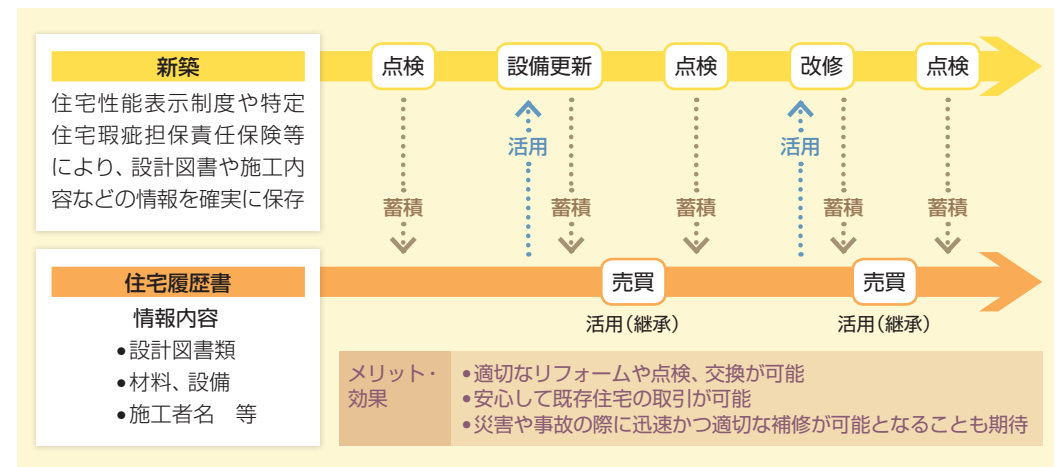 新築
住宅性能表示制度や特定
住宅瑕疵担保責任保険等
により、設計図書や施工内
容などの情報を確実に保存
点検
設備更新
点検
改修
点検
活用
活用
蓄積
蓄積
蓄積
蓄積
蓄積
住宅履歴書
情報内容
•設計図書類
•材料、設備
•施工者名　等
売買
売買
活用（継承）
活用（継承）
メリット・
効果
•適切なリフォームや点検、交換が可能
•安心して既存住宅の取引が可能
•災害や事故の際に迅速かつ適切な補修が可能となることも期待